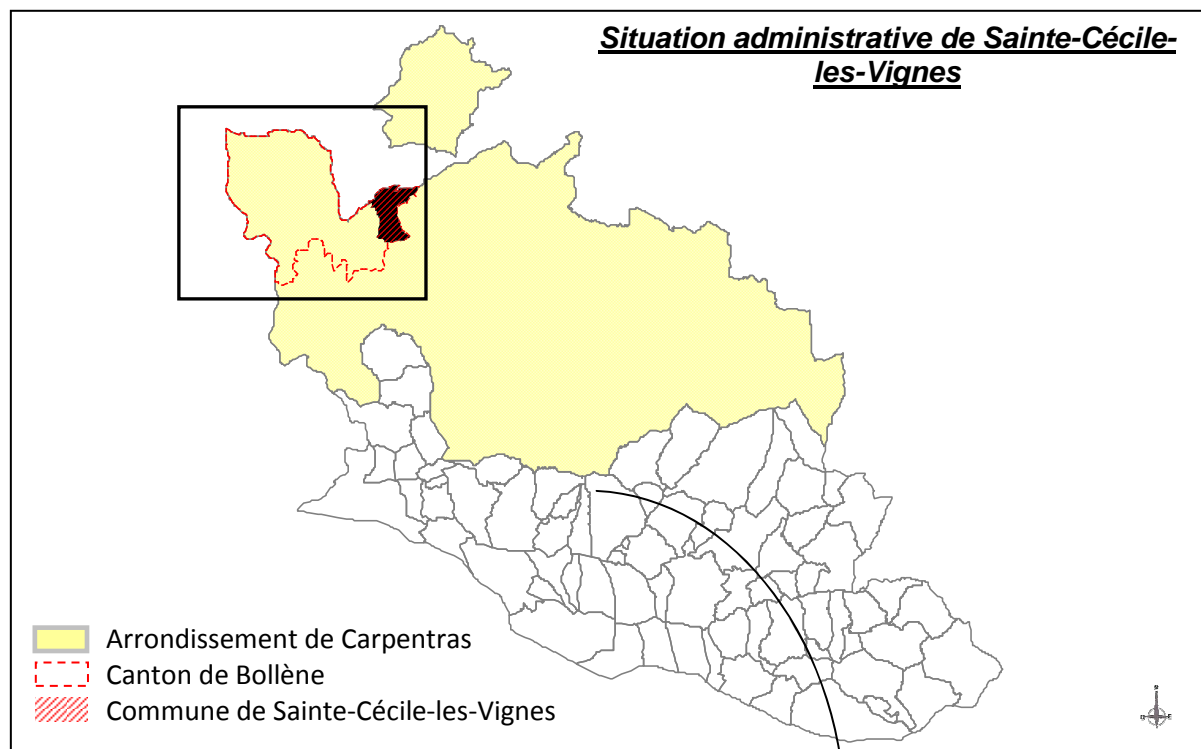 Situation administrative de Sainte-Cécile-
les-Vignes
Arrondissement de Carpentras
Canton de Bollène
Commune de Sainte-Cécile-les-Vignes